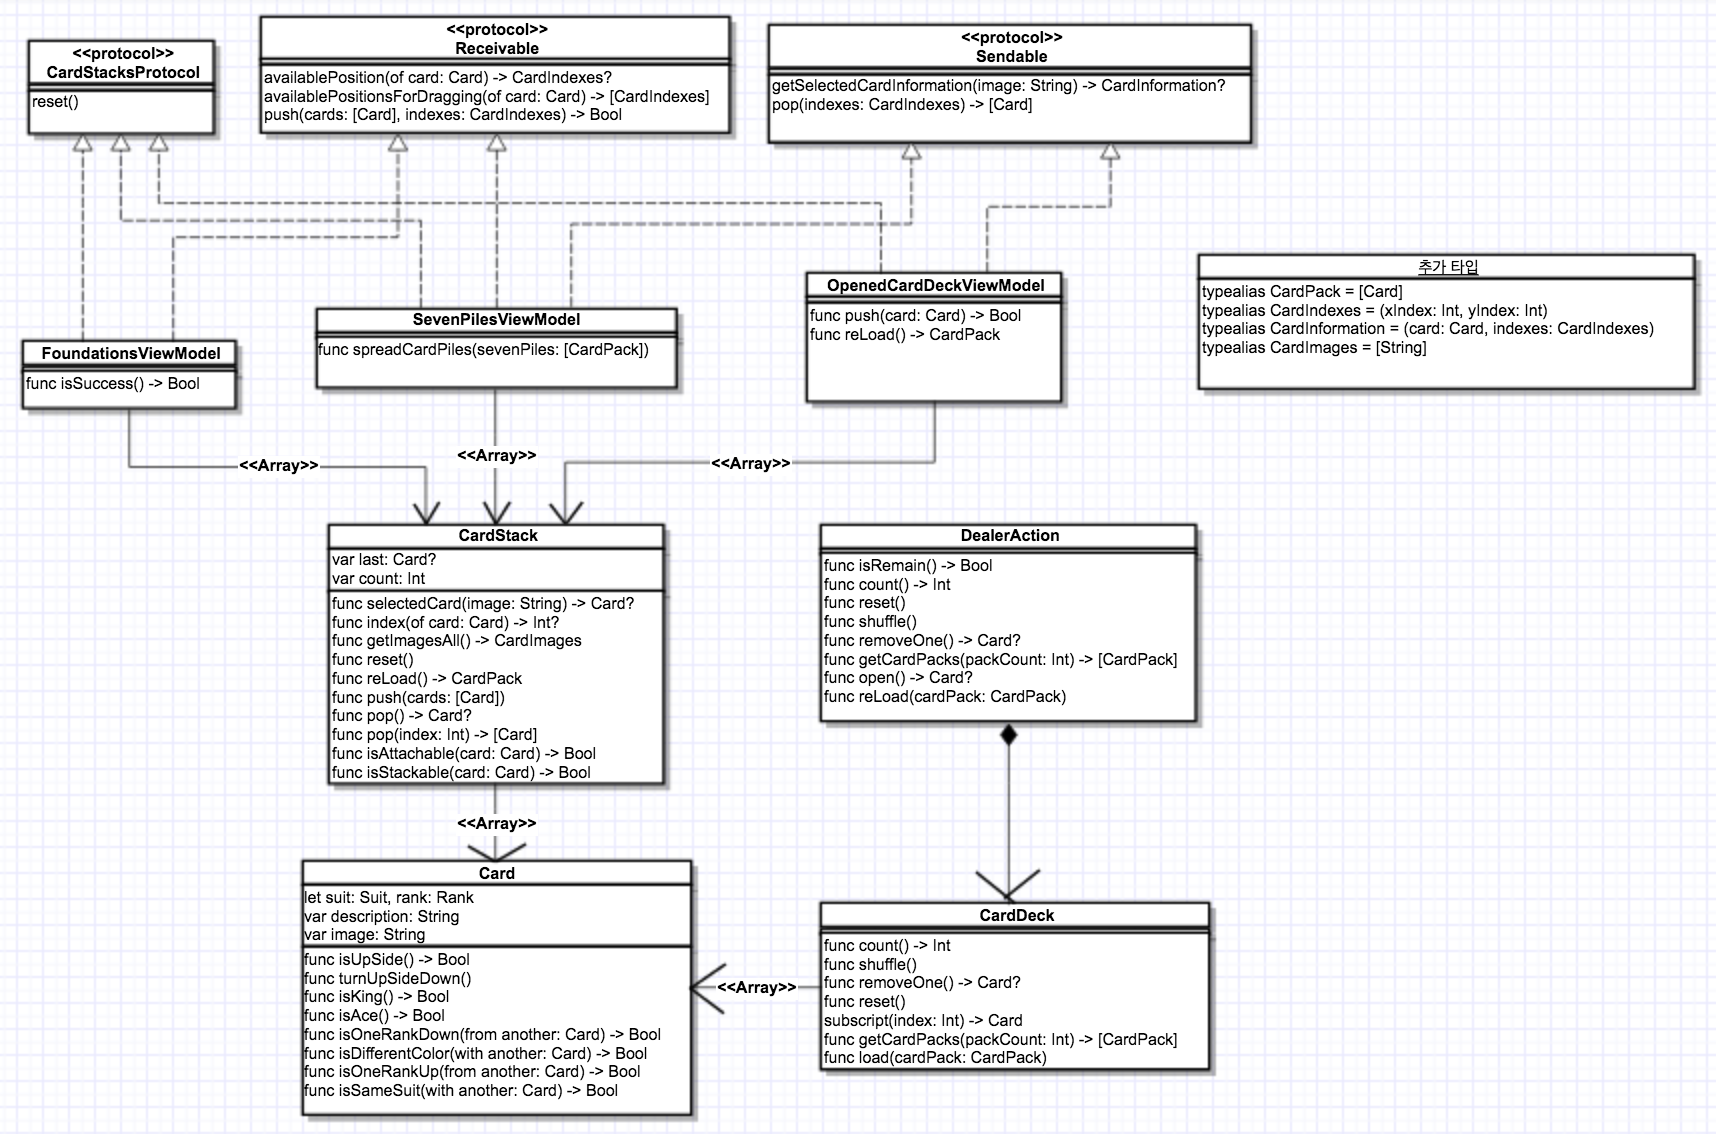 <<protocol>>
CardStacksProtocol
reset()
<<protocol>>
Receivable
availablePosition(of card: Card) -> CardIndexes?
availablePositionsForDragging(of card: Card) -> [CardIndexes]
push(cards: [Card], indexes: CardIndexes) -> Bool
<<protocol>>
Sendable
getSelectedCardInformation(image: String) -> CardInformation?
pop(indexes: CardIndexes) -> [Card]
FoundationsViewModel
func isSuccess() -> Bool
SevenPilesViewModel
func spreadCardPiles(sevenPiles: [CardPack])
OpenedCardDeckViewModel
func push(card: Card) -> Bool
func reLoad() -> CardPack
추가 타입
typealias CardPack = [Card]
typealias CardIndexes = (xIndex: Int, yIndex: Int)
typealias CardInformation = (card: Card, indexes: CardIndexes)
typealias CardImages = [String]
<<Array>>
<<Array>>
<<Array>>
CardStack
var last: Card?
var count: Int
func selectedCard(image: String) -> Card?
func index(of card: Card) -> Int?
func getImagesAll() -> CardImages
func reset()
func reLoad() -> CardPack
func push(cards: [Card])
func pop() -> Card?
func pop(index: Int) -> [Card]
func isAttachable(card: Card) -> Bool
func isStackable(card: Card) -> Bool
DealerAction
func isRemain() -> Bool
func count() -> Int
func reset()
func shuffle()
func removeOne() -> Card?
func getCardPacks(packCount: Int) -> [CardPack]
func open() -> Card?
func reLoad(cardPack: CardPack)
<<Array>>
Card
let suit: Suit, rank: Rank
var description: String
var image: String
func isUpSide() -> Bool
func turnUpSideDown()
func isKing() -> Bool
func isAce() -> Bool
func isOneRankDown(from another: Card) -> Bool
func isDifferentColor(with another: Card) -> Bool
func isOneRankUp(from another: Card) -> Bool
func isSameSuit(with another: Card) -> Bool
<<Array>>
CardDeck
func count() -> Int
func shuffle()
func removeOne() -> Card?
func reset()
subscript(index: Int) -> Card
func getCardPacks(packCount: Int) -> [CardPack]
func load(cardPack: CardPack)